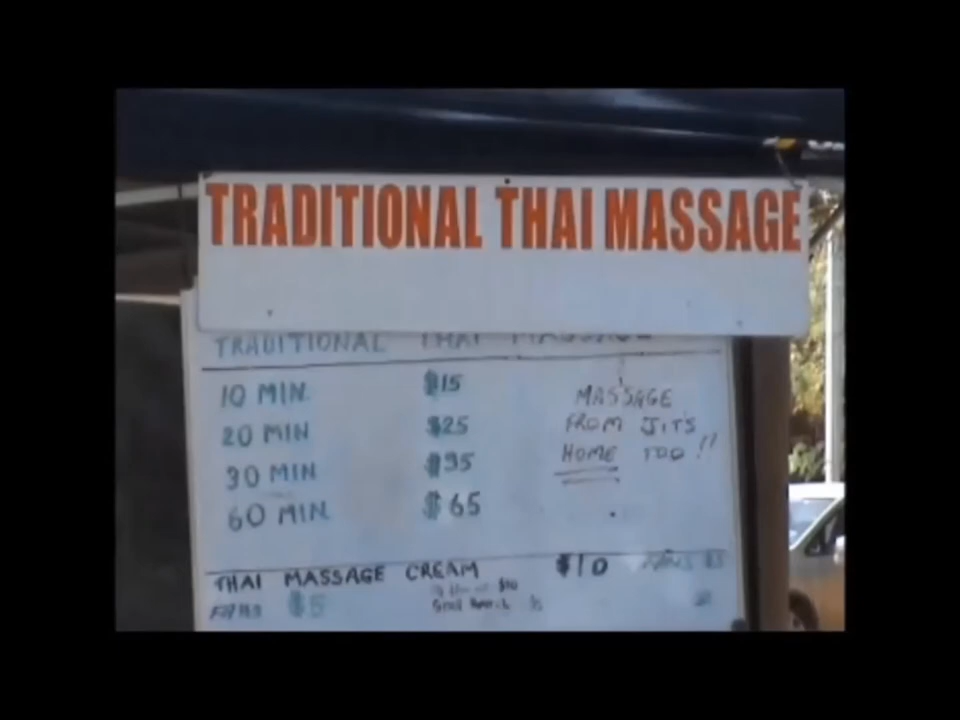 TRADITIONAL THAI MASSAGE
TRADITIONAL THAI MASSAGE
10 MIN $15
20 MIN $25
30 MIN $35
60 MIN $65
MASSAGE
FROM JIT'S
HOME TOO!!
THAI MASSAGE CREAM $10
$5